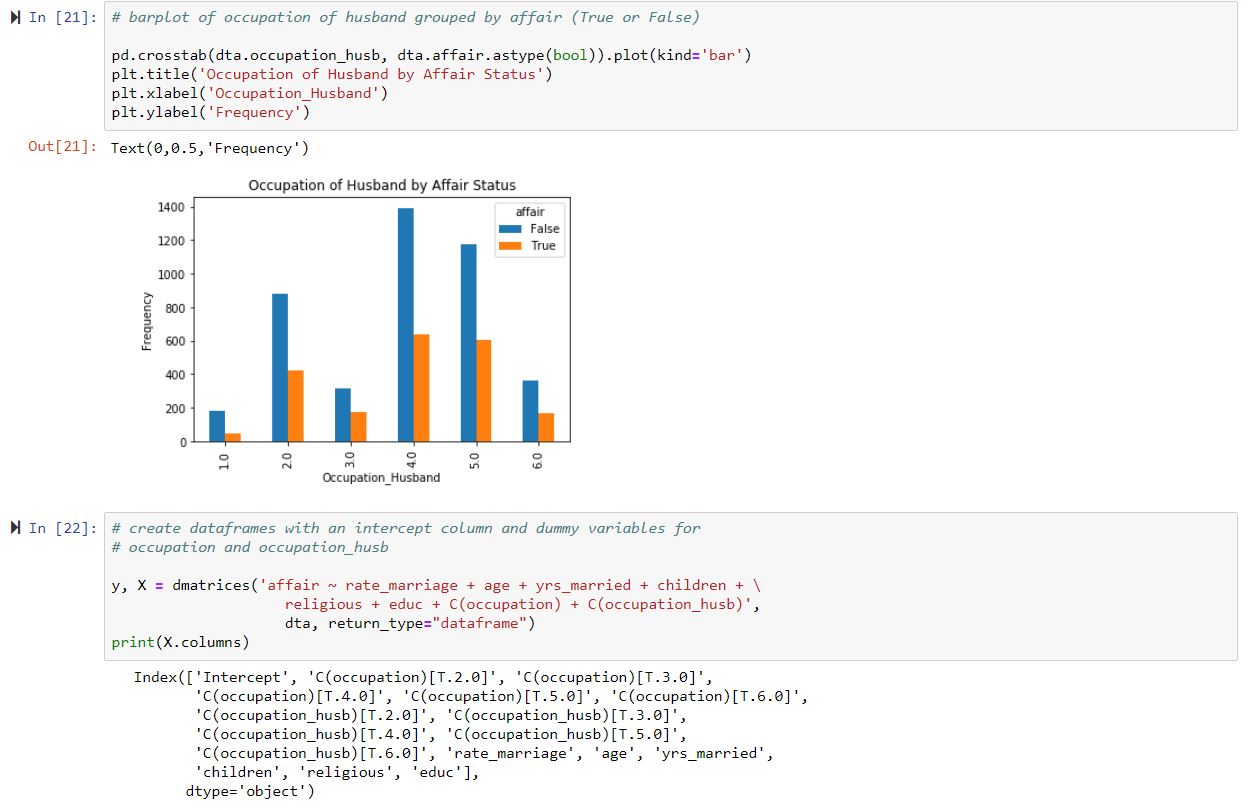 In [21]: # barplot of occupation of husband grouped by affair (True or False)
pd.crosstab(dta.occupation_husb, dta.affair.astype(bool)).plot(kind='bar')
plt.title('Occupation of Husband by Affair Status')
plt.xlabel('Occupation_Husband')
plt.ylabel('Frequency')
Out[21]: Text(0,0.5,'Frequency')
Occupation of Husband by Affair Status
1400
1200
1000
800
600
400
200
0
Frequency
affair
False
True
1.0 2.0 3.0 4.0 5.0 6.0
Occupation_Husband
In [22]: # create dataframes with an intercept column and dummy variables for
# occupation and occupation_husb
y, X = dmatrices('affair ~ rate_marriage + age + yrs_married + children + \
religious + educ + C(occupation) + C(occupation_husb)',
dta, return_type="dataframe")
print(X.columns)
Index(['Intercept', 'C(occupation)[T.2.0]', 'C(occupation)[T.3.0]',
'C(occupation)[T.4.0]', 'C(occupation)[T.5.0]', 'C(occupation)[T.6.0]',
'C(occupation_husb)[T.2.0]', 'C(occupation_husb)[T.3.0]',
'C(occupation_husb)[T.4.0]', 'C(occupation_husb)[T.5.0]',
'C(occupation_husb)[T.6.0]', 'rate_marriage', 'age', 'yrs_married',
'children', 'religious', 'educ'],
dtype='object')